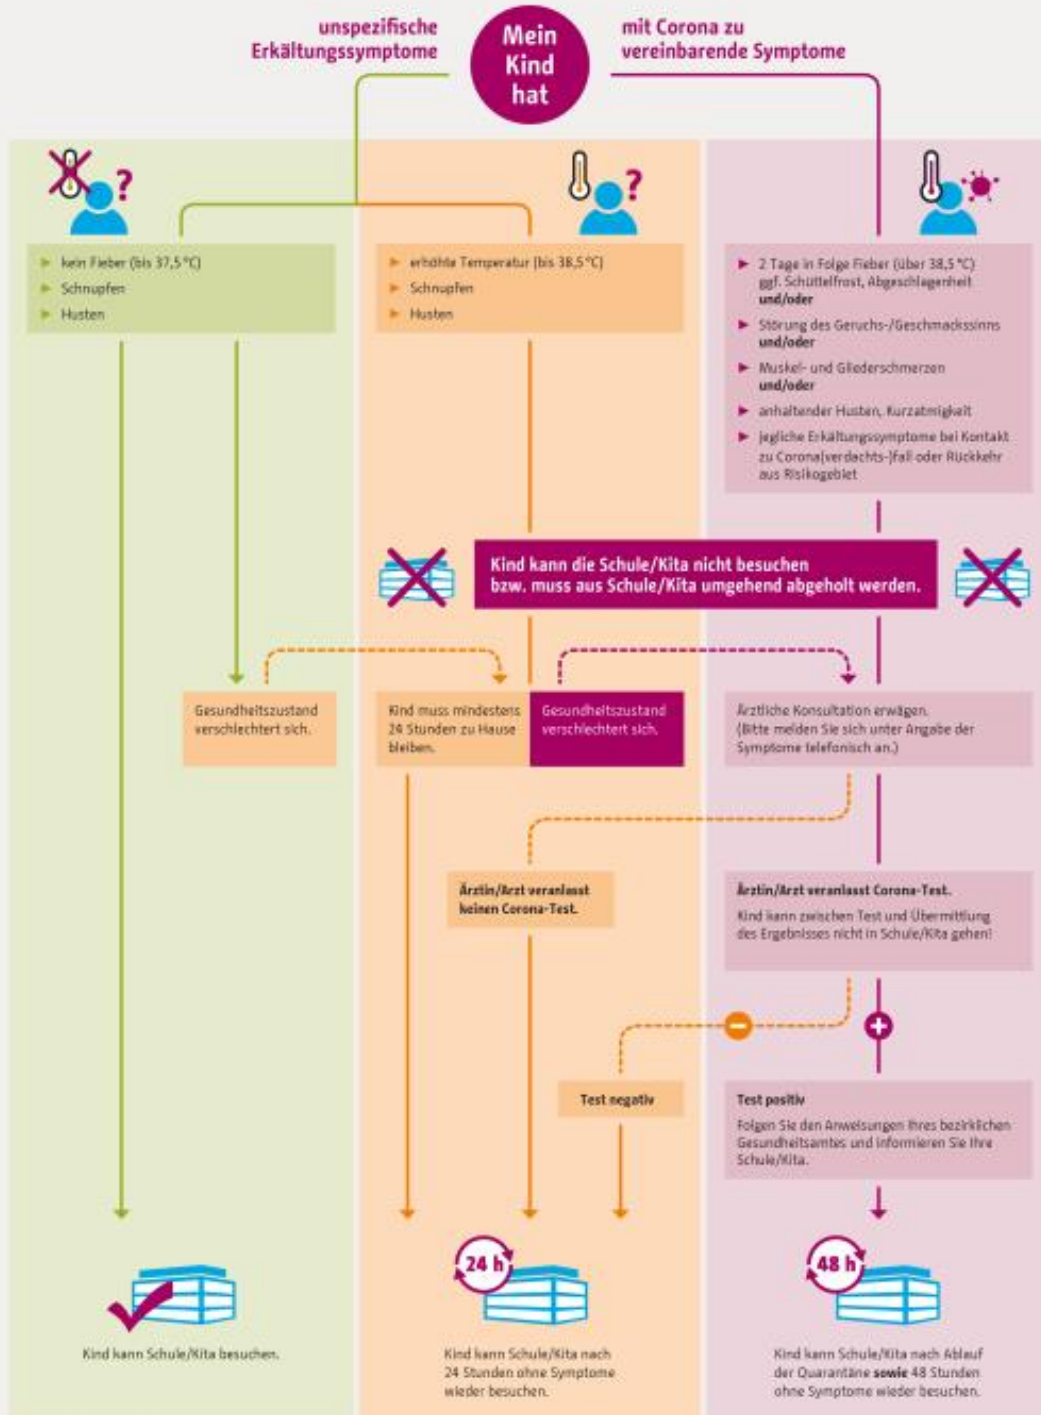 unspezifische
Erkältungssymptome
Mein
Kind
hat
mit Corona zu
vereinbarende Symptome
?
?
kein Fieber (bis 37,5 °C)
Schnupfen
Husten
erhöhte Temperatur (bis 38,5 °C)
Schnupfen
Husten
2 Tage in Folge Fieber (über 38,5 °C)
ggf. Schüttelfrost, Abgeschlagenheit
und/oder
Störung des Geruchs-/Geschmackssinns
und/oder
Muskel- und Gliederschmerzen
und/oder
anhaltender Husten, Kurzatmigkeit
jegliche Erkältungssymptome bei Kontakt
zu Corona(verdachts-)fall oder Rückkehr
aus Risikogebiet
Kind kann die Schule/Kita nicht besuchen
bzw. muss aus Schule/Kita umgehend abgeholt werden.
Gesundheitszustand
verschlechtert sich.
Kind muss mindestens
24 Stunden zu Hause
bleiben.
Gesundheitszustand
verschlechtert sich.
Ärztliche Konsultation erwägen.
(Bitte melden Sie sich unter Angabe der
Symptome telefonisch an.)
Ärztin/Arzt veranlasst
keinen Corona-Test.
Ärztin/Arzt veranlasst Corona-Test.
Kind kann zwischen Test und Übermittlung
des Ergebnisses nicht in Schule/Kita gehen!
Test negativ
Test positiv
Folgen Sie den Anweisungen Ihres bezirklichen
Gesundheitsamtes und informieren Sie Ihre
Schule/Kita.
24 h
48 h
Kind kann Schule/Kita besuchen.
Kind kann Schule/Kita nach
24 Stunden ohne Symptome
wieder besuchen.
Kind kann Schule/Kita nach Ablauf
der Quarantäne sowie 48 Stunden
ohne Symptome wieder besuchen.